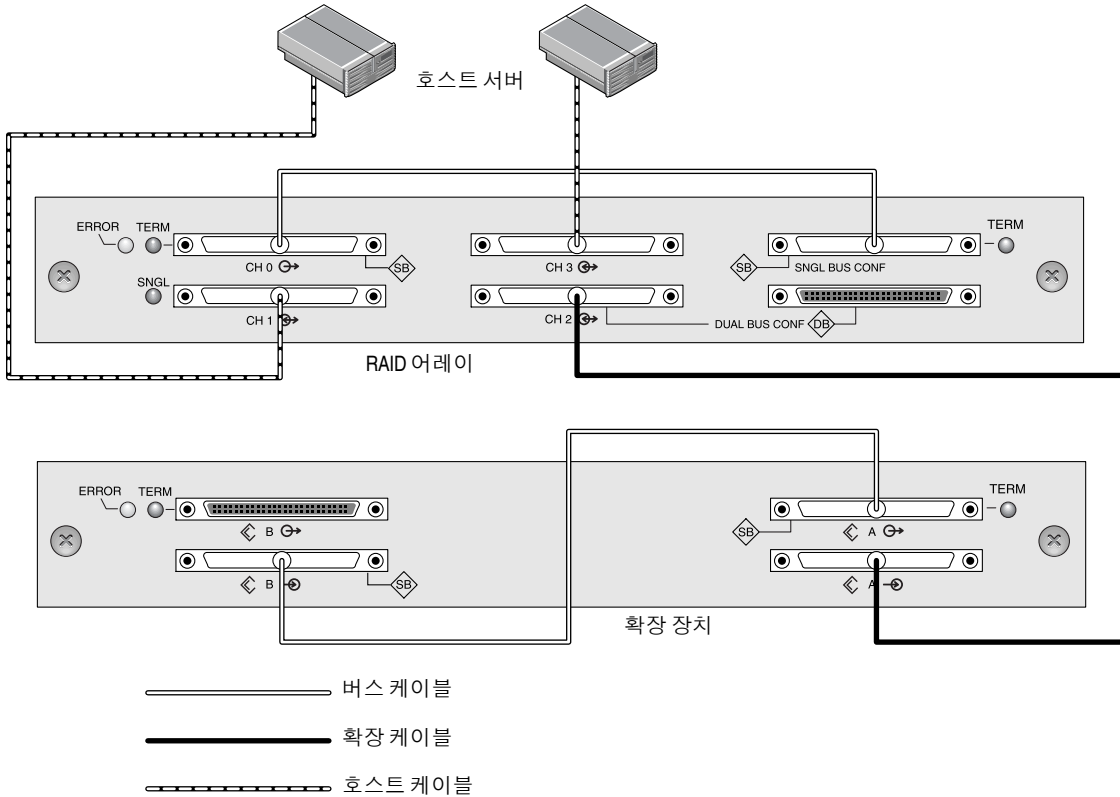 호스트 서버
ERROR TERM
TERM
CH 0
SB
CH 3
SB
SNGL BUS CONF
SNGL
CH 1
CH 2
DUAL BUS CONF
DB
RAID 어레이
ERROR TERM
TERM
B
SB
A
B
SB
A
확장 장치
버스 케이블
확장 케이블
호스트 케이블